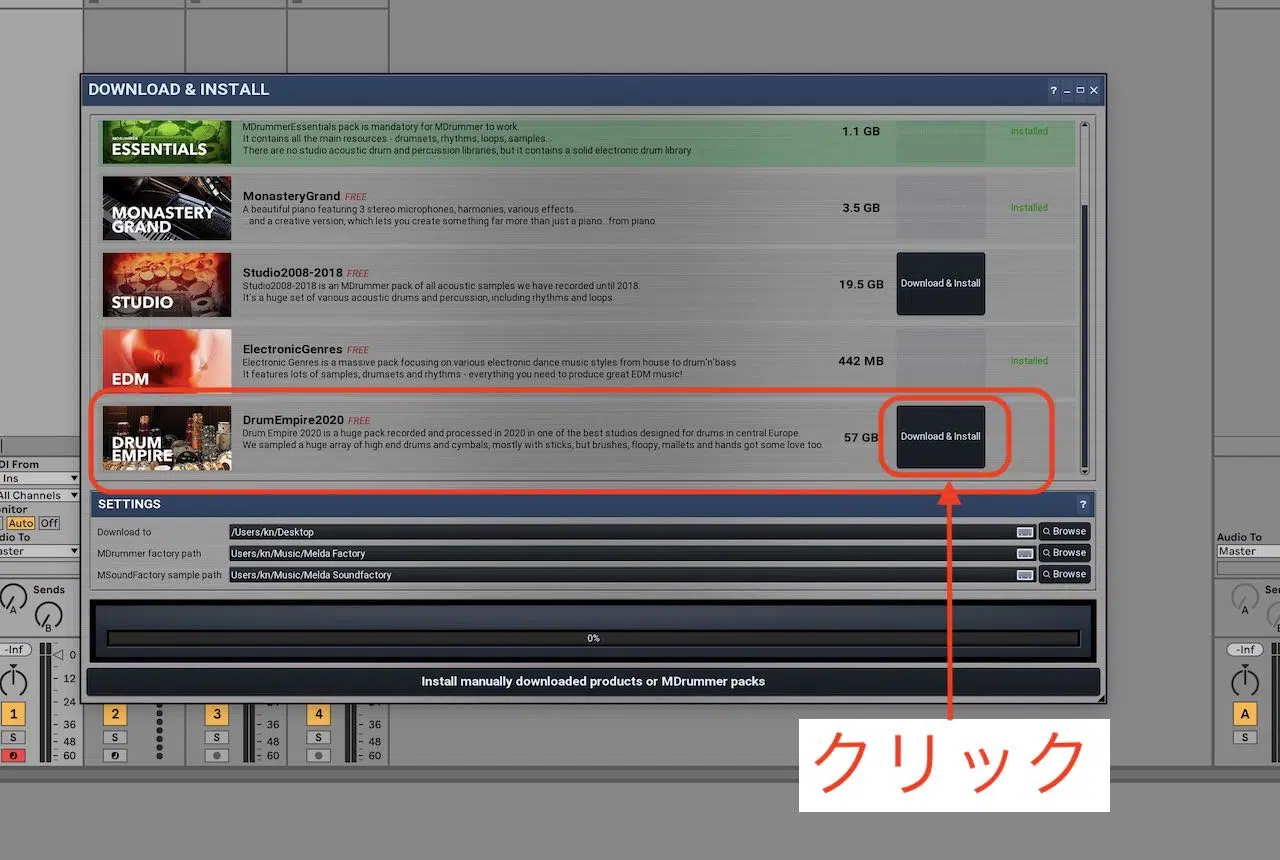 DOWNLOAD & INSTALL
?
ESSENTIALS
MDrummerEssentials pack is mandatory for MDrummer to work
It contains all the main resources - drumsets, rhythms, loops, samples...
There are no studio acoustic drum and percussion libraries, but it contains a solid electronic drum library.
1.1 GB
Installed
MONASTERY
GRAND
MonasteryGrand FREE
A beautiful piano featuring 3 stereo microphones, harmonies, various effects...
...and a creative version, which lets you create something far more than just a piano...from piano.
3.5 GB
Installed
STUDIO
Studio2008-2018 FREE
Studio2008-2018 is an MDrummer pack of all acoustic samples we have recorded until 2018.
It's a huge set of various acoustic drums and percussion, including rhythms and loops.
19.5 GB
Download & Install
EDM
ElectronicGenres FREE
Electronic Genres is a massive pack focusing on various electronic dance music styles from house to drum'n'bass
It features lots of samples, drumsets and rhythms - everything you need to produce great EDM music!
442 MB
Installed
DRUM
EMPIRE
DrumEmpire2020 FREE
Drum Empire 2020 is a huge pack recorded and processed in 2020 in one of the best studios designed for drums in central Europe.
We sampled a huge array of high end drums and cymbals, mostly with sticks, but brushes, floopy, mallets and hands got some love too.
57 GB
Download & Install
SETTINGS
?
Download to
/Users/kn/Desktop
Browse
MDrummer factory path
Users/kn/Music/Melda Factory
Browse
MSoundFactory sample path
Users/kn/Music/Melda Soundfactory
Browse
0%
Install manually downloaded products or MDrummer packs
クリック
DI From
Ins
All Channels
nitor
Auto Off
dio To
aster
Sends
A
B
-Inf
0
12
24
36
48
60
1
S
2
S
3
S
36
48
60
4
S
36
48
60
Audio To
Master
Se
A
-Inf
A
S